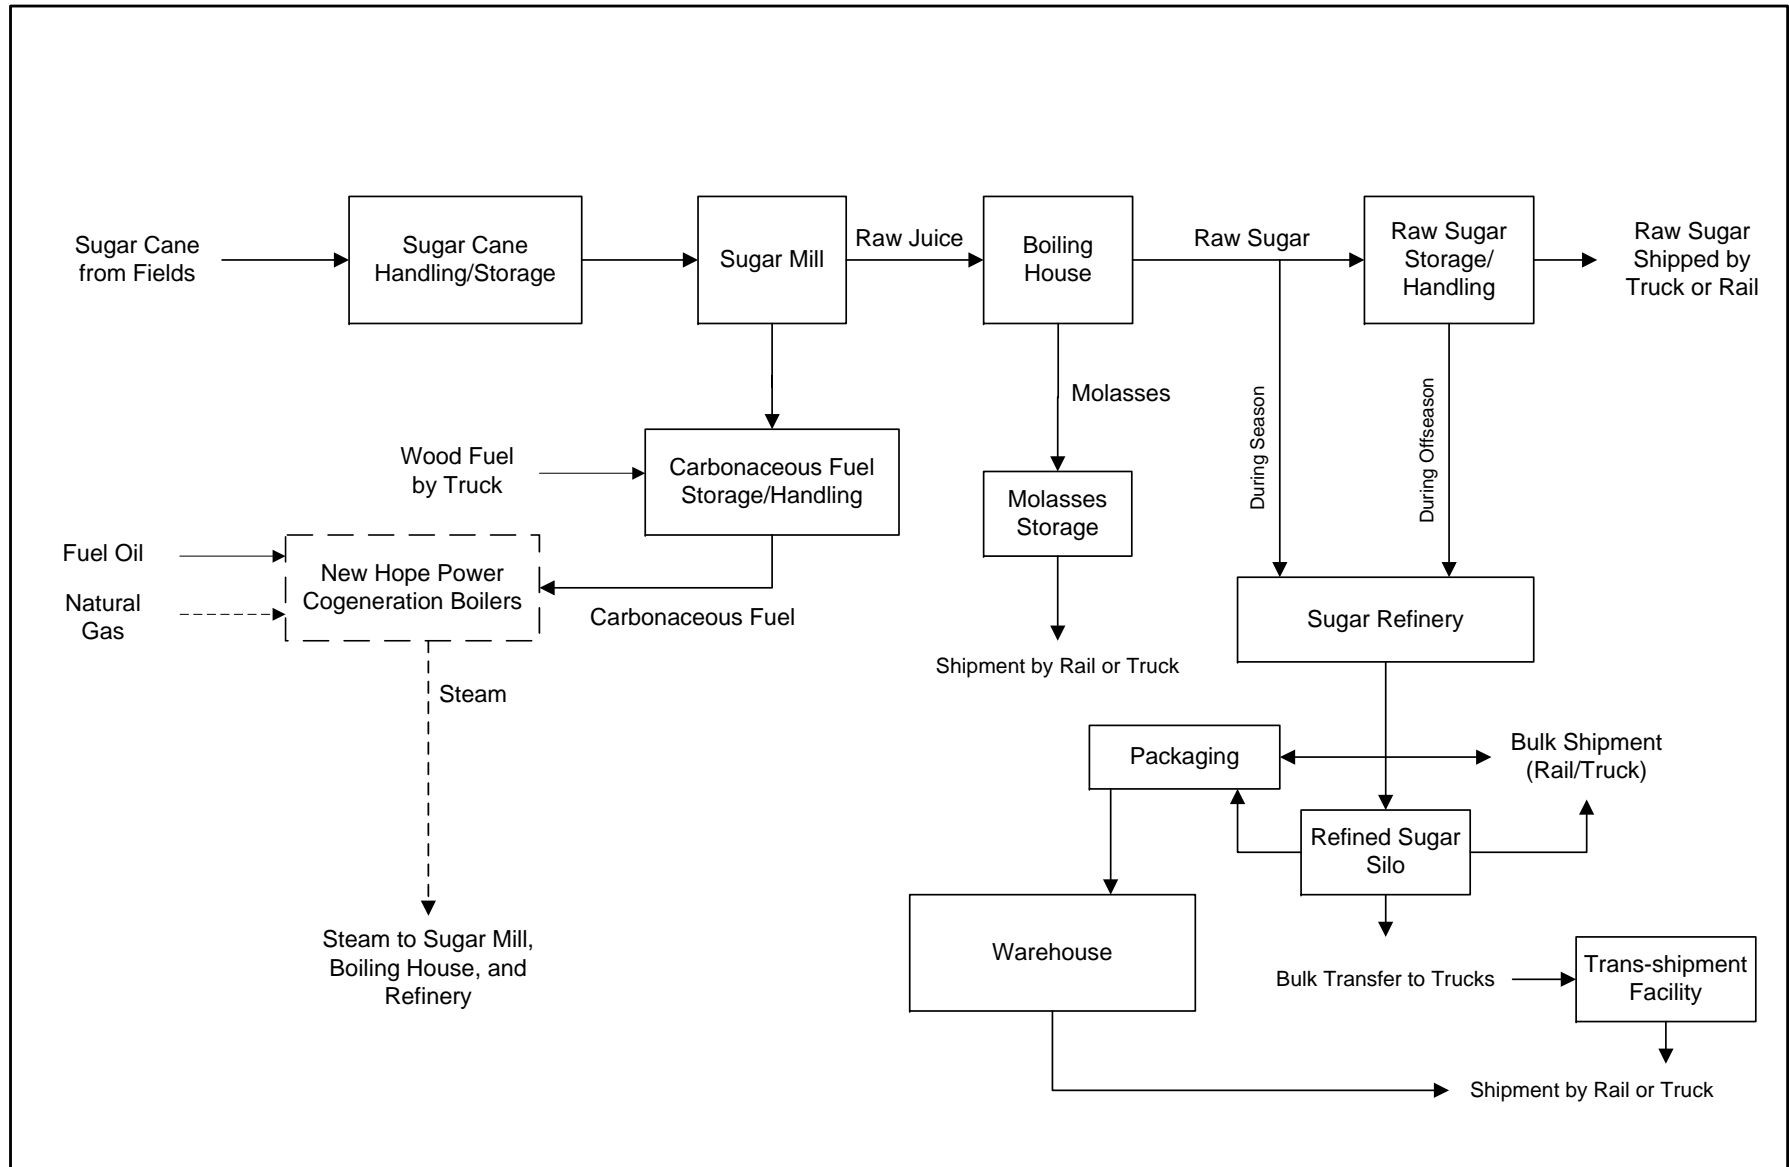 Sugar Cane
from Fields
Sugar Cane
Handling/Storage
Sugar Mill
Raw Juice
Boiling
House
Raw Sugar
Raw Sugar
Storage/
Handling
Raw Sugar
Shipped by
Truck or Rail
Molasses
During Season
During Offseason
Wood Fuel
by Truck
Carbonaceous Fuel
Storage/Handling
Molasses
Storage
Fuel Oil
Natural
Gas
New Hope Power
Cogeneration Boilers
Carbonaceous Fuel
Sugar Refinery
Shipment by Rail or Truck
Steam
Packaging
Bulk Shipment
(Rail/Truck)
Refined Sugar
Silo
Steam to Sugar Mill,
Boiling House, and
Refinery
Warehouse
Bulk Transfer to Trucks
Trans-shipment
Facility
Shipment by Rail or Truck